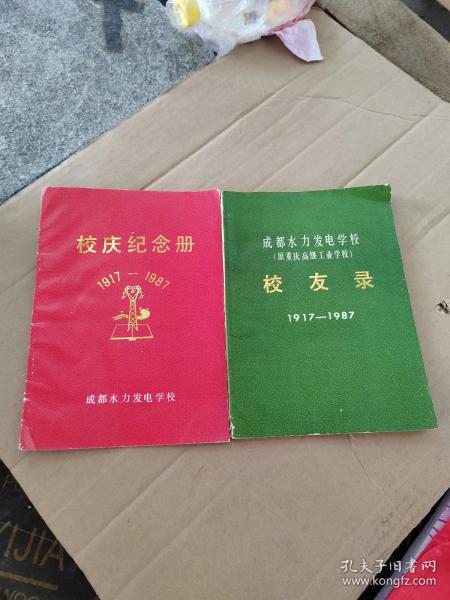 校庆纪念册
1917—1987
成都水力发电学校
成都水力发电学校
(原重庆高级工业学校)
校友录
1917—1987
YIJIA
孔夫子旧书网
www.kongfz.com